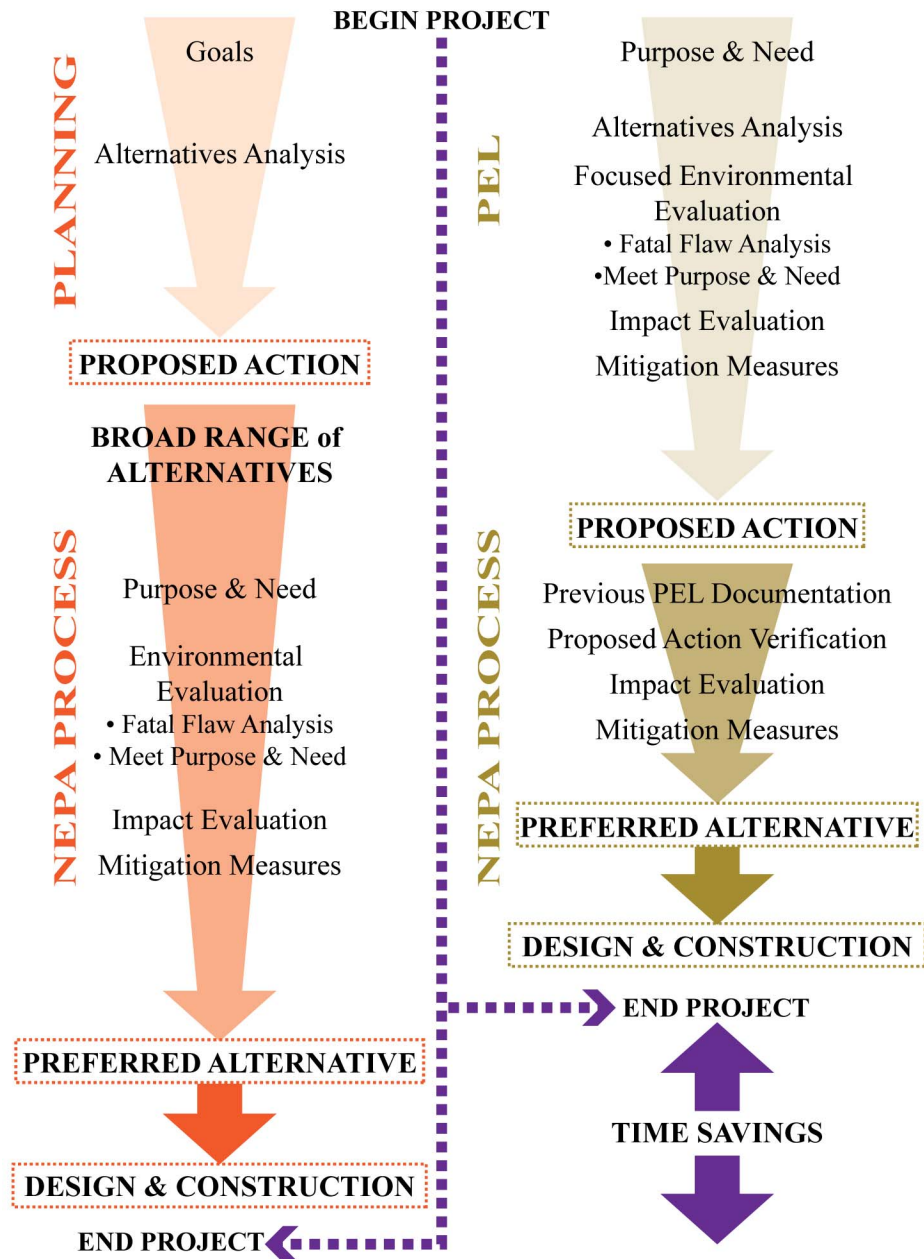 BEGIN PROJECT
PLANNING
Goals
Alternatives Analysis
PROPOSED ACTION
NEPA PROCESS
BROAD RANGE of
ALTERNATIVES
Purpose & Need
Environmental
Evaluation
• Fatal Flaw Analysis
• Meet Purpose & Need
Impact Evaluation
Mitigation Measures
PREFERRED ALTERNATIVE
DESIGN & CONSTRUCTION
END PROJECT
PEL
Purpose & Need
Alternatives Analysis
Focused Environmental
Evaluation
• Fatal Flaw Analysis
•Meet Purpose & Need
Impact Evaluation
Mitigation Measures
PROPOSED ACTION
NEPA PROCESS
Previous PEL Documentation
Proposed Action Verification
Impact Evaluation
Mitigation Measures
PREFERRED ALTERNATIVE
DESIGN & CONSTRUCTION
END PROJECT
TIME SAVINGS